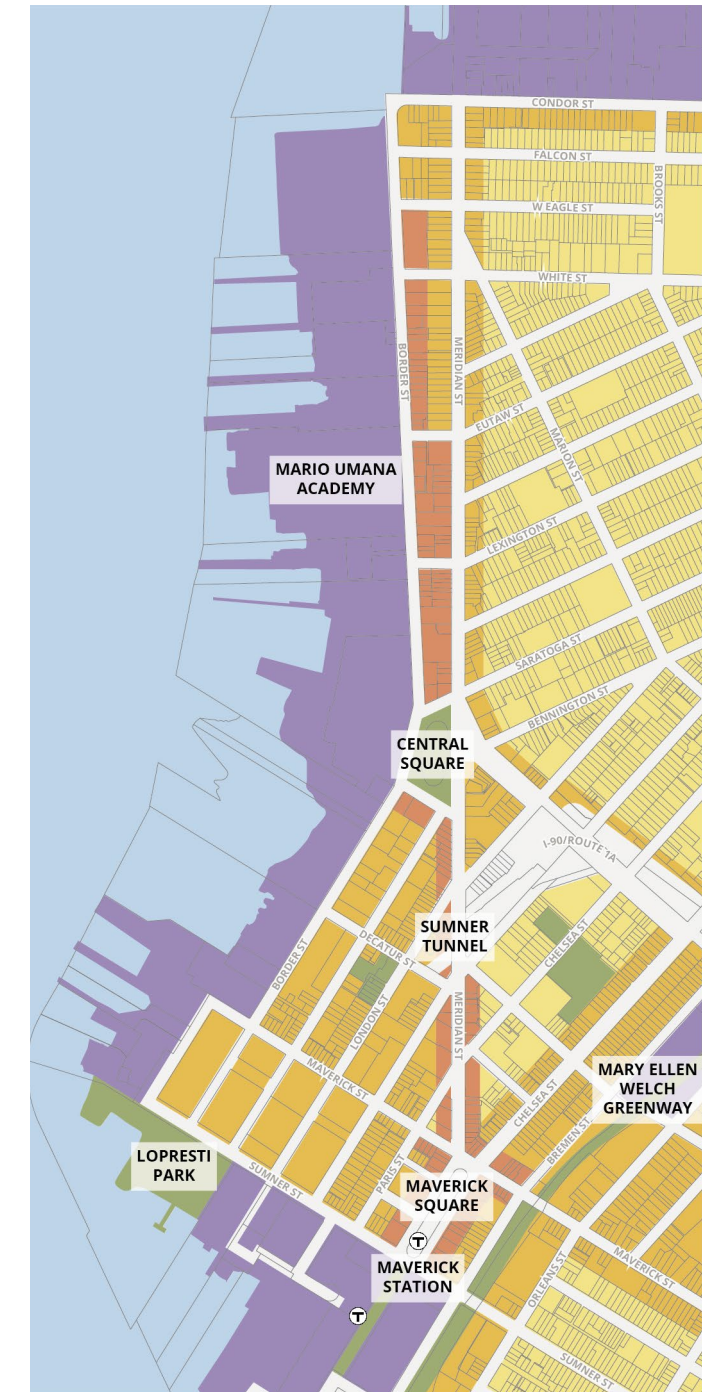 CONDOR ST
FALCON ST
BROOKS ST
W EAGLE ST
WHITE ST
BORDER ST
MERIDIAN ST
EUTAW ST
MARION ST
MARIO UMANA
ACADEMY
LEXINGTON ST
SARATOGA ST
BENNINGTON ST
CENTRAL
SQUARE
I-90/ROUTE 1A
SUMNER
TUNNEL
CHELSEA ST
DECATUR ST
BORDER ST
LONDON ST
MERIDIAN ST
MAVERICK ST
MARY ELLEN
WELCH
GREENWAY
CHELSEA ST
BREMEN ST
LOPRESTI
PARK
SUMNER ST
PARIS ST
MAVERICK
SQUARE
T
MAVERICK
STATION
ORLEANS ST
MAVERICK ST
T
SUMNER ST